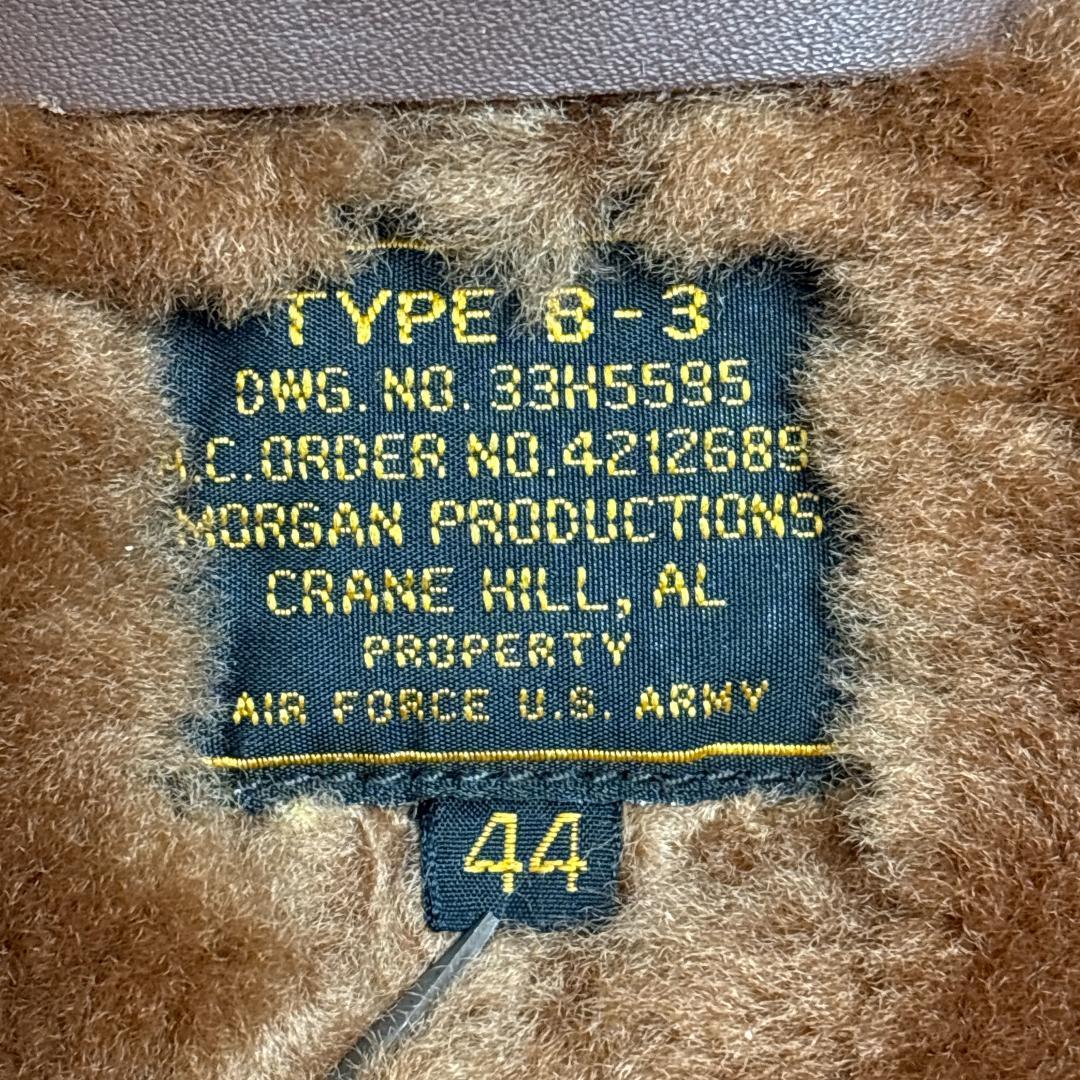 TYPE B-3
DWG. NO. 33H5595
A.C.ORDER NO.4212689
MORGAN PRODUCTIONS
CRANE HILL, AL
PROPERTY
AIR FORCE U.S. ARMY
44